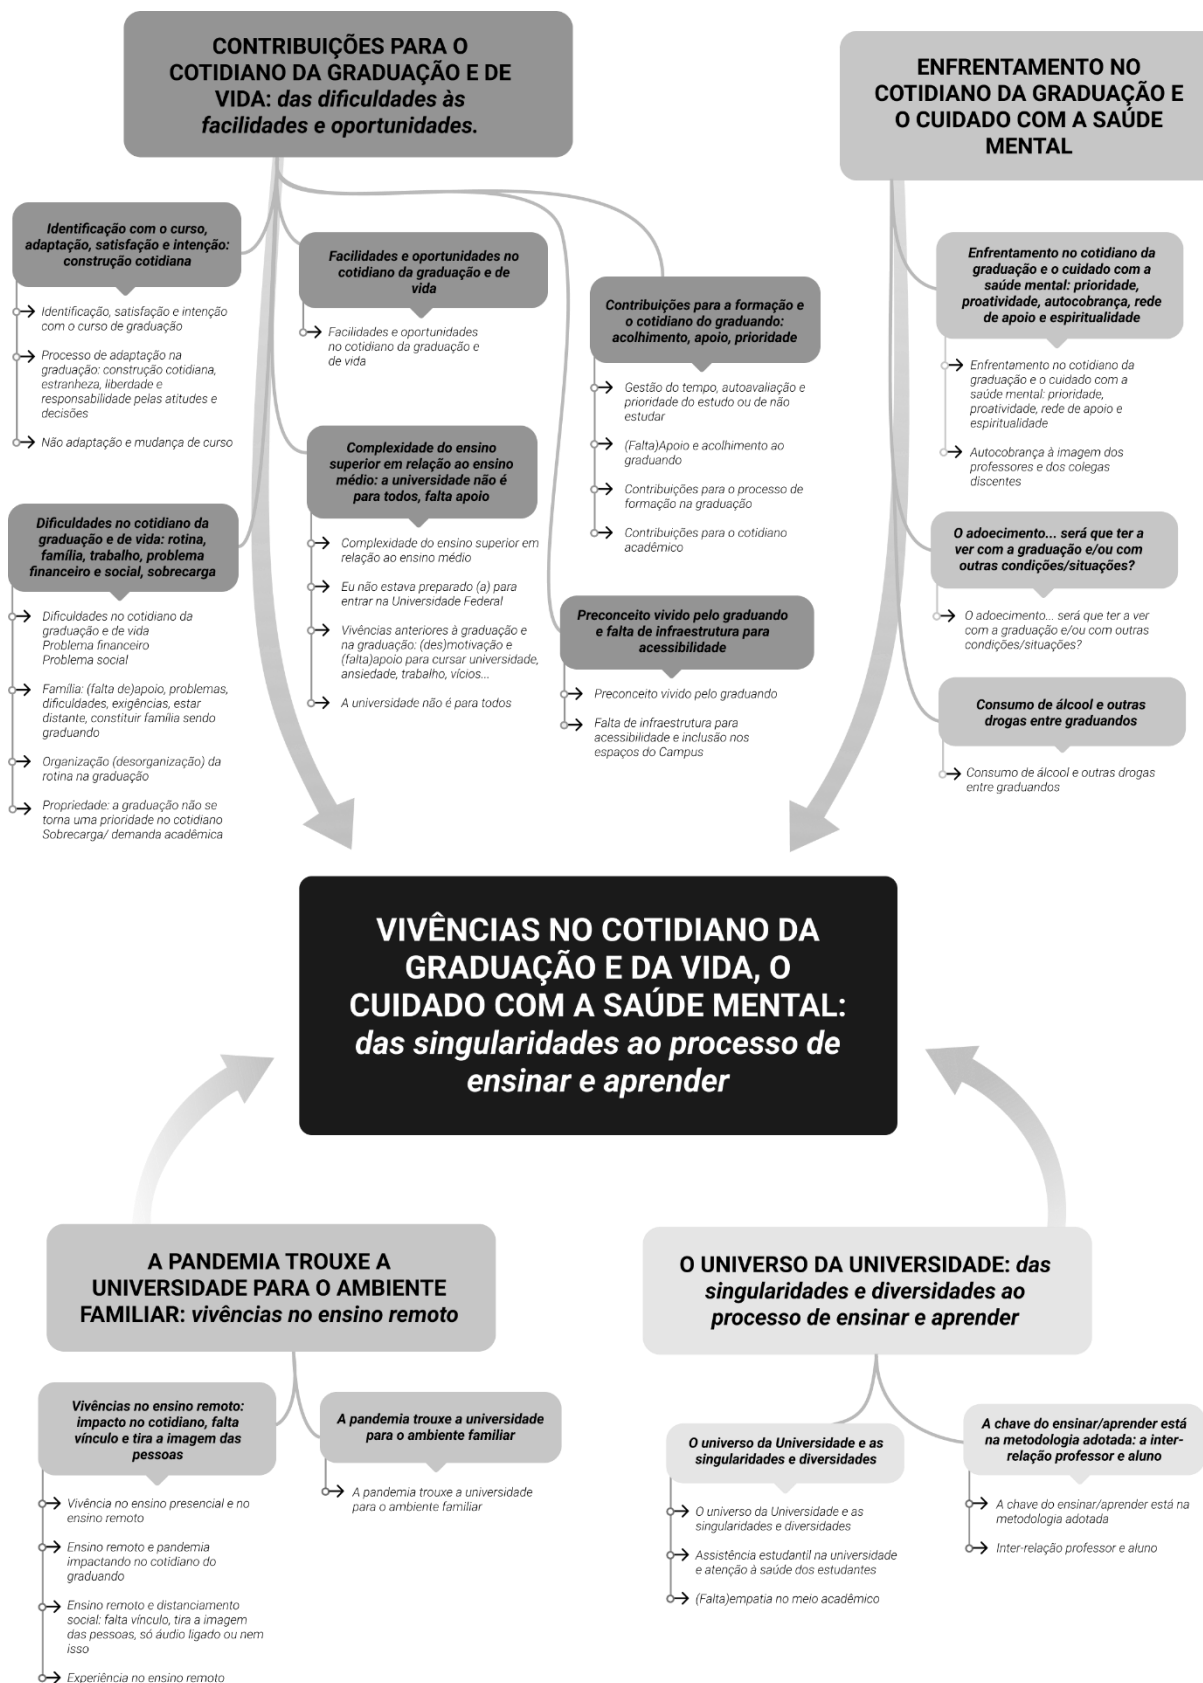 CONTRIBUIÇÕES PARA O
COTIDIANO DA GRADUAÇÃO E DE
VIDA: das dificuldades às
facilidades e oportunidades.
Identificação com o curso,
adaptação, satisfação e intenção:
construção cotidiana
Identificação, satisfação e intenção
com o curso de graduação
Processo de adaptação na
graduação: construção cotidiana,
estranheza, liberdade e
responsabilidade pelas atitudes e
decisões
Não adaptação e mudança de curso
Dificuldades no cotidiano da
graduação e de vida: rotina,
família, trabalho, problema
financeiro e social, sobrecarga
Dificuldades no cotidiano da
graduação e de vida
Problema financeiro
Problema social
Família: (falta de)apoio, problemas,
dificuldades, exigências, estar
distante, constituir família sendo
graduando
Organização (desorganização) da
rotina na graduação
Propriedade: a graduação não se
torna uma prioridade no cotidiano
Sobrecarga/ demanda acadêmica
Facilidades e oportunidades no
cotidiano da graduação e de
vida
Facilidades e oportunidades
no cotidiano da graduação e
de vida
Complexidade do ensino
superior em relação ao ensino
médio: a universidade não é
para todos, falta apoio
Complexidade do ensino superior em
relação ao ensino médio
Eu não estava preparado (a) para
entrar na Universidade Federal
Vivências anteriores à graduação e
na graduação: (des)motivação e
(falta)apoio para cursar universidade,
ansiedade, trabalho, vícios...
A universidade não é para todos
Contribuições para a formação e
o cotidiano do graduando:
acolhimento, apoio, prioridade
Gestão do tempo, autoavaliação e
prioridade do estudo ou de não
estudar
(Falta)Apoio e acolhimento ao
graduando
Contribuições para o processo de
formação na graduação
Contribuições para o cotidiano
acadêmico
Preconceito vivido pelo graduando
e falta de infraestrutura para
acessibilidade
Preconceito vivido pelo graduando
Falta de infraestrutura para
acessibilidade e inclusão nos
espaços do Campus
ENFRENTAMENTO NO
COTIDIANO DA GRADUAÇÃO E
O CUIDADO COM A SAÚDE
MENTAL
Enfrentamento no cotidiano da
graduação e o cuidado com a
saúde mental: prioridade,
proatividade, autocobrança, rede
de apoio e espiritualidade
Enfrentamento no cotidiano da
graduação e o cuidado com a
saúde mental: prioridade,
proatividade, rede de apoio e
espiritualidade
Autocobrança à imagem dos
professores e dos colegas
discentes
O adoecimento... será que ter a
ver com a graduação e/ou com
outras condições/situações?
O adoecimento... será que ter a ver
com a graduação e/ou com outras
condições/situações?
Consumo de álcool e outras
drogas entre graduandos
Consumo de álcool e outras drogas
entre graduandos
VIVÊNCIAS NO COTIDIANO DA
GRADUAÇÃO E DA VIDA, O
CUIDADO COM A SAÚDE MENTAL:
das singularidades ao processo de
ensinar e aprender
A PANDEMIA TROUXE A
UNIVERSIDADE PARA O AMBIENTE
FAMILIAR: vivências no ensino remoto
Vivências no ensino remoto:
impacto no cotidiano, falta
vínculo e tira a imagem das
pessoas
Vivência no ensino presencial e no
ensino remoto
Ensino remoto e pandemia
impactando no cotidiano do
graduando
Ensino remoto e distanciamento
social: falta vínculo, tira a imagem
das pessoas, só áudio ligado ou nem
isso
Experiência no ensino remoto
A pandemia trouxe a universidade
para o ambiente familiar
A pandemia trouxe a universidade
para o ambiente familiar
O UNIVERSO DA UNIVERSIDADE: das
singularidades e diversidades ao
processo de ensinar e aprender
O universo da Universidade e as
singularidades e diversidades
O universo da Universidade e as
singularidades e diversidades
Assistência estudantil na universidade
e atenção à saúde dos estudantes
(Falta)empatia no meio acadêmico
A chave do ensinar/aprender está
na metodologia adotada: a inter-
relação professor e aluno
A chave do ensinar/aprender está na
metodologia adotada
Inter-relação professor e aluno